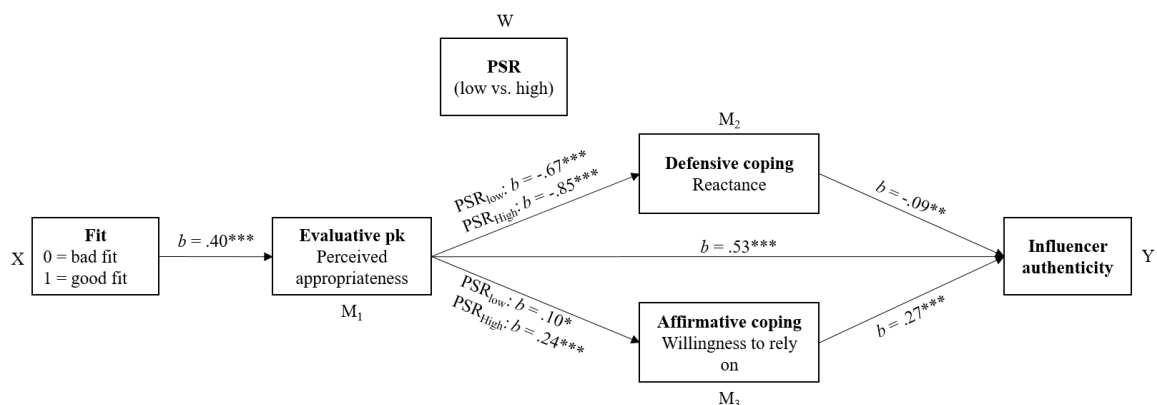 W
PSR
(low vs. high)
M2
Defensive coping
Reactance
PSRlow: b = -.67***
PSRHigh: b = -.85***
b = -.09**
X
Fit
0 = bad fit
1 = good fit
b = .40***
Evaluative pk
Perceived
appropriateness
M1
b = .53***
Influencer
authenticity
Y
PSRlow: b = .10*
PSRHigh: b = .24***
Affirmative coping
Willingness to rely
on
M3
b = .27***